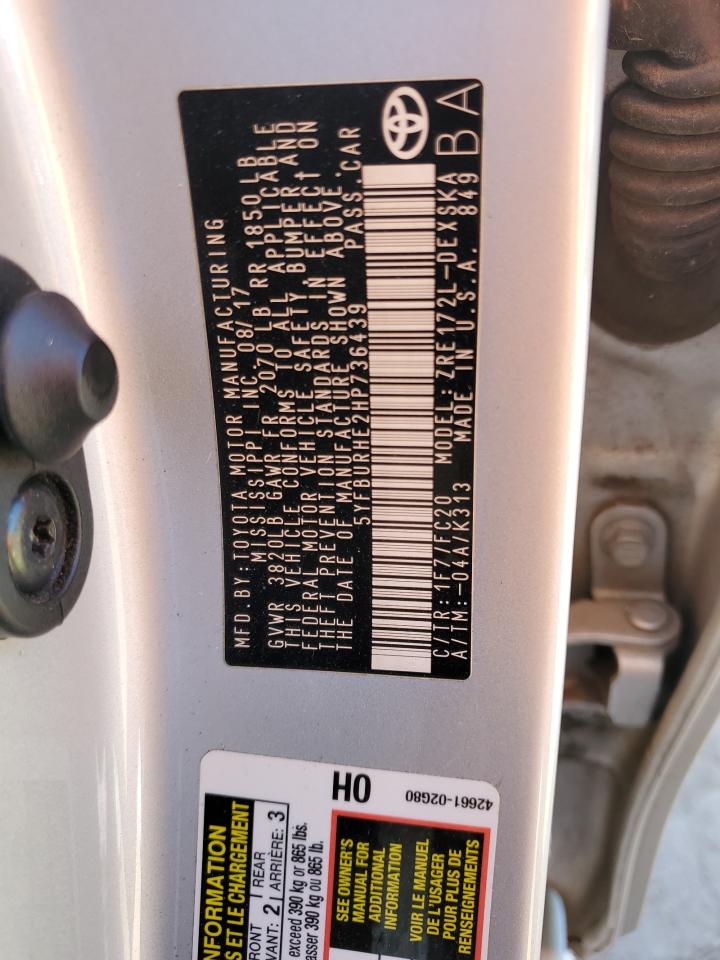 MFD.BY:TOYOTA MOTOR MANUFACTURING
MISSISSIPPI INC 08/17
GVWR 3820LB GAWR FR 2070 LB RR 1850 LB
THIS VEHICLE CONFORMS TO ALL APPLICABLE
FEDERAL MOTOR VEHICLE SAFETY BUMPER AND
THEFT PREVENTION STANDARDS IN EFFECT ON
THE DATE OF MANUFACTURE SHOWN ABOVE.
5YFBURHE2HP736439 PASS.CAR
C/TR: 1F7/FC20 MODEL: ZRE172L-DEXSKA
A/TM:-04A/K313 MADE IN U.S.A. 849
BA
0H
42661-02G80
INFORMATION
S ET LE CHARGEMENT
FRONT 2 REAR 3
VANT: ARRIÈRE:
exceed 390 kg or 865 lbs.
asser 390 kg ou 865 lb.
SEE OWNER'S
MANUAL FOR
ADDITIONAL
INFORMATION
VOIR LE MANUEL
DE L'USAGER
POUR PLUS DE
RENSEIGNEMENTS